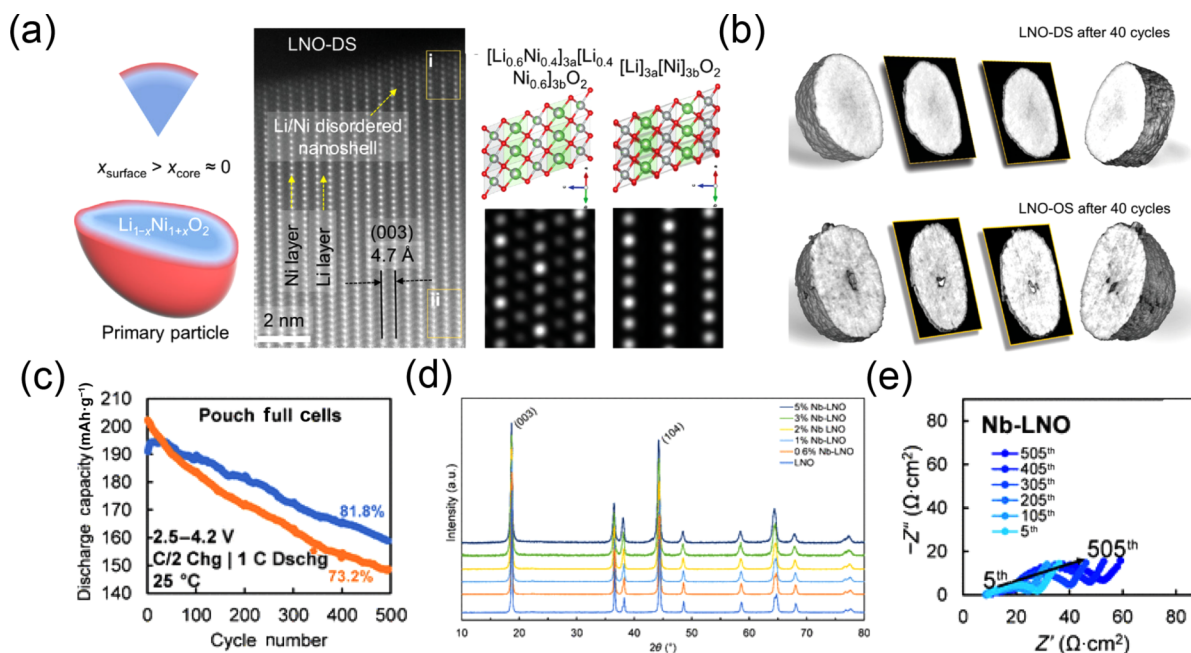 (a)
x_surface > x_core ≈ 0
Li₁₋ₓNi₁₊ₓO₂
Primary particle
LNO-DS
i
Li/Ni disordered
nanoshell
Ni layer
Li layer
(003)
4.7 Å
ii
2 nm
[Li₀.₆Ni₀.₄]₃ₐ[Li₀.₄
Ni₀.₆]₃bO₂
[Li]₃ₐ[Ni]₃bO₂
(b)
LNO-DS after 40 cycles
LNO-OS after 40 cycles
(c)
Discharge capacity (mAh·g⁻¹)
210
200
190
180
170
160
150
140
Pouch full cells
81.8%
73.2%
2.5–4.2 V
C/2 Chg | 1 C Dschg
25 °C
0 100 200 300 400 500
Cycle number
(d)
Intensity (a.u.)
(003)
(104)
5% Nb-LNO
3% Nb-LNO
2% Nb LNO
1% Nb-LNO
0 6% Nb-LNO
LNO
10 20 30 40 50 60 70 80
2θ (°)
(e)
−Z″ (Ω·cm²)
80
60
40
20
0
Nb-LNO
505ᵗʰ
405ᵗʰ
305ᵗʰ
205ᵗʰ
105ᵗʰ
5ᵗʰ
5ᵗʰ
505ᵗʰ
0 20 40 60 80
Z′ (Ω·cm²)